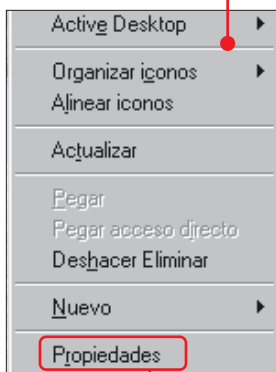 Active Desktop
Organizar iconos
Alinear iconos
Actualizar
Pegar
Pegar acceso directo
Deshacer Eliminar
Nuevo
Propiedades